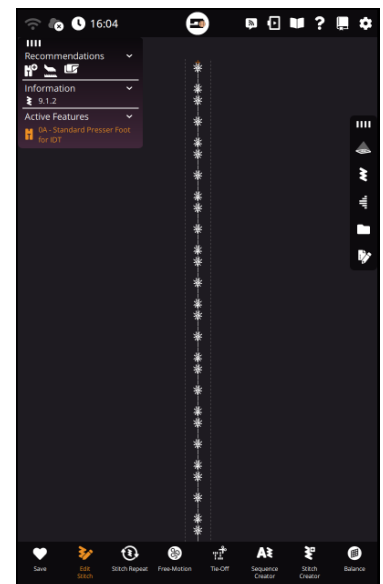 16:04
?
Recommendations
Information
9.1.2
Active Features
0A - Standard Presser Foot
for IDT
Save
Edit
Stitch
Stitch Repeat
Free-Motion
Tie-Off
Sequence
Creator
Stitch
Creator
Balance